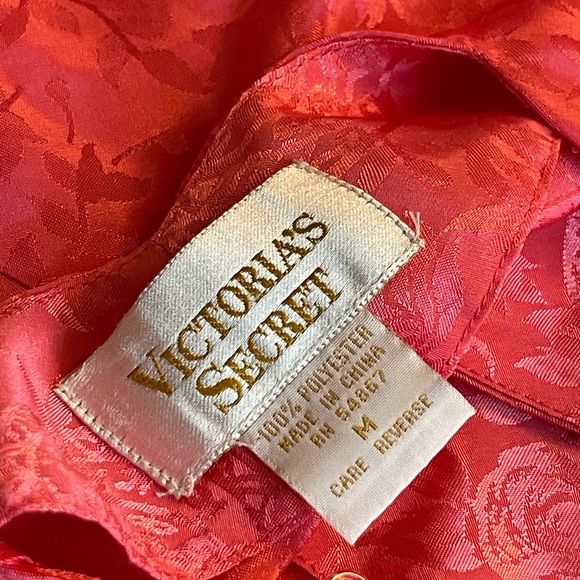 VICTORIA'S
SECRET
100% POLYESTER
MADE IN CHINA
RN 54867
M
CARE REVERSE